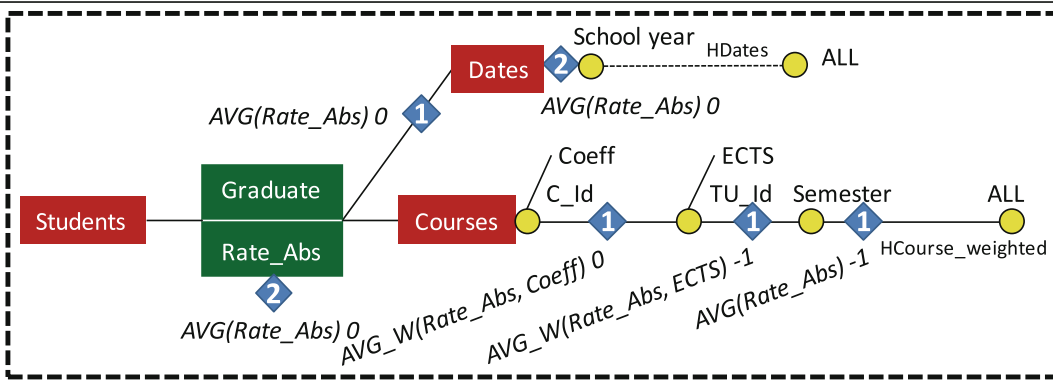 School year
HDates
ALL
Dates
2
AVG(Rate_Abs) 0
1
AVG(Rate_Abs) 0
Coeff
ECTS
Graduate
C_Id
TU_Id
Semester
ALL
Students
Courses
1
1
1
Rate_Abs
HCourse_weighted
2
AVG(Rate_Abs) 0
AVG_W(Rate_Abs, Coeff) 0
AVG_W(Rate_Abs, ECTS) -1
AVG(Rate_Abs) -1